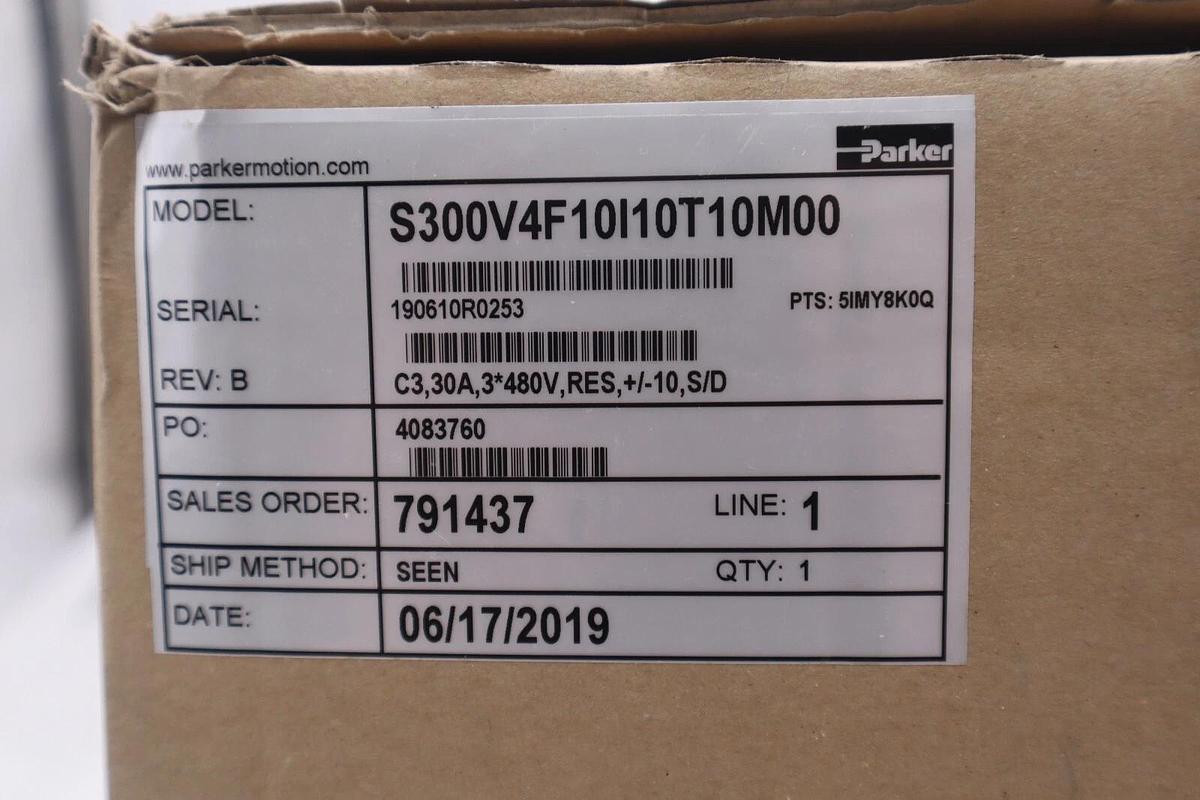 www.parkermotion.com
Parker
MODEL: S300V4F10I10T10M00
SERIAL: 190610R0253 PTS: 5IMY8K0Q
REV: B C3,30A,3*480V,RES,+/-10,S/D
PO: 4083760
SALES ORDER: 791437 LINE: 1
SHIP METHOD: SEEN QTY: 1
DATE: 06/17/2019